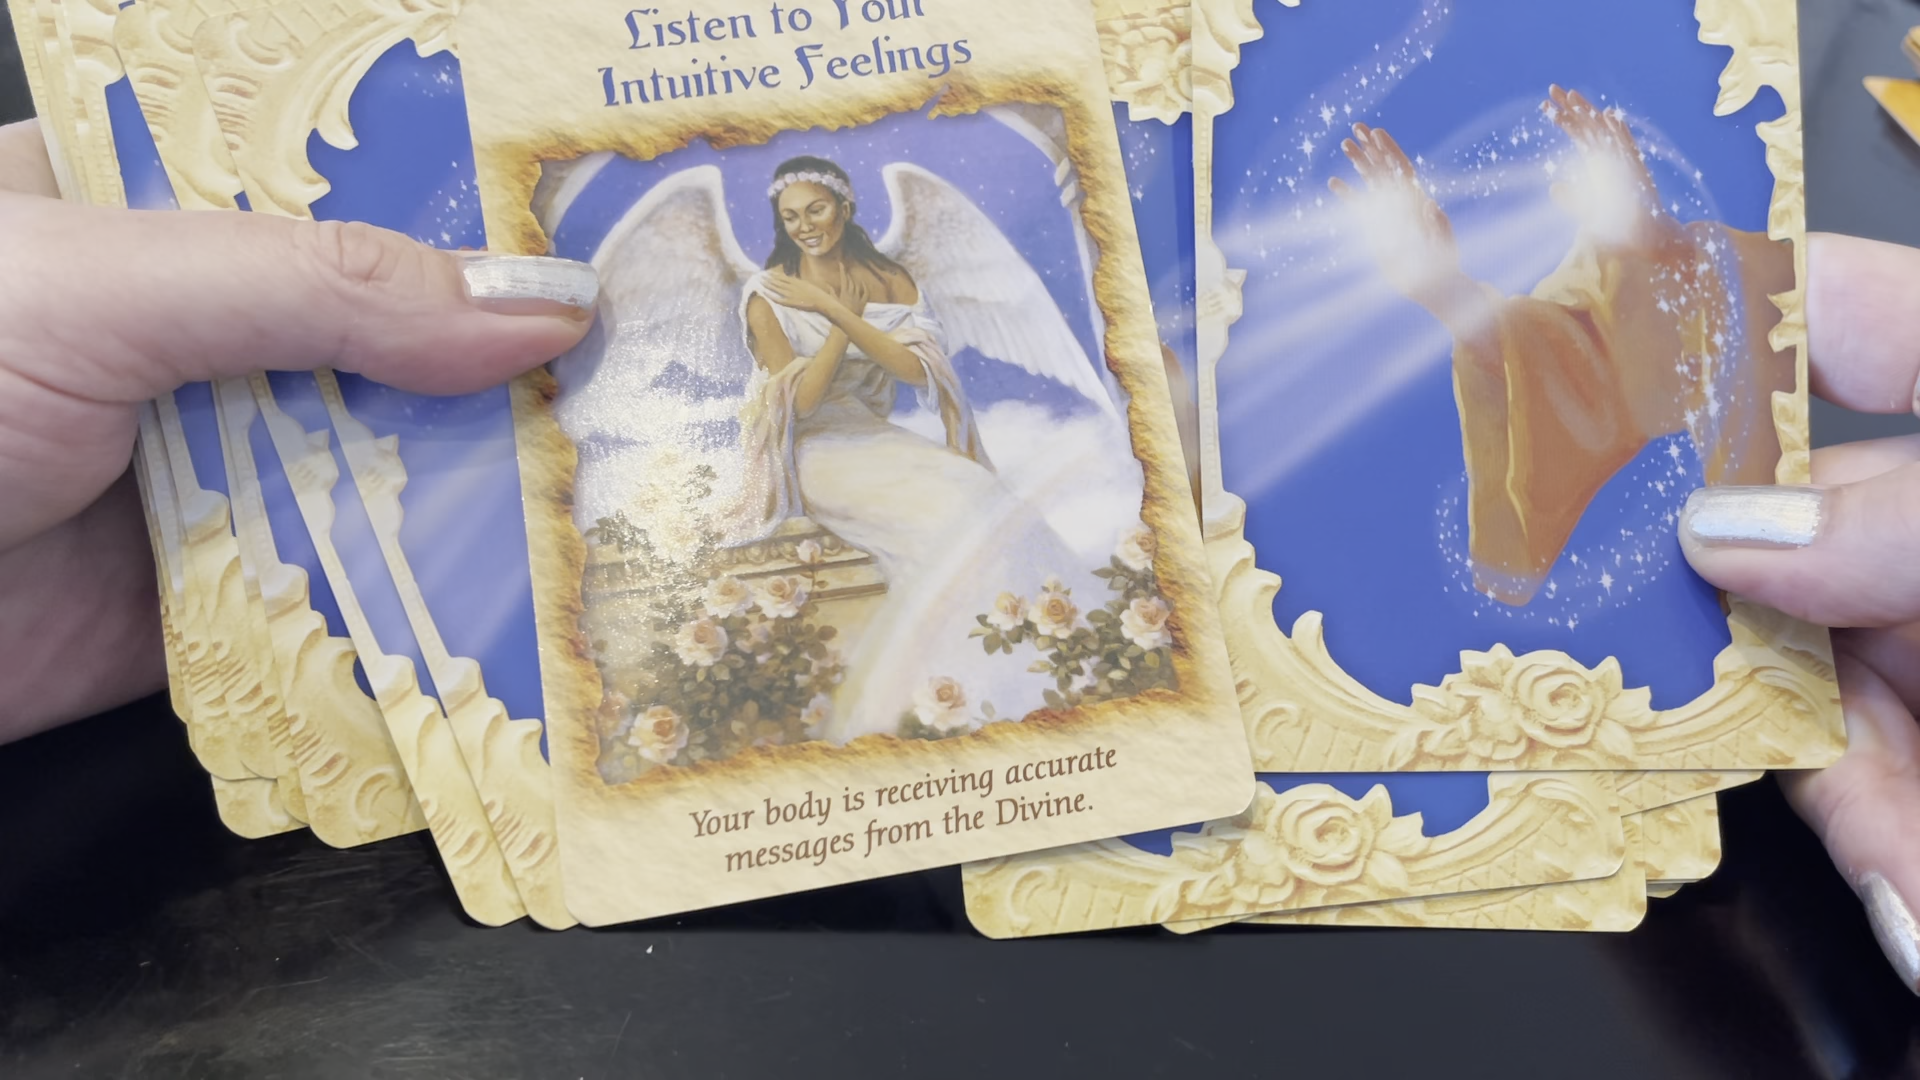 Listen to Your
Intuitive Feelings
Your body is receiving accurate
messages from the Divine.